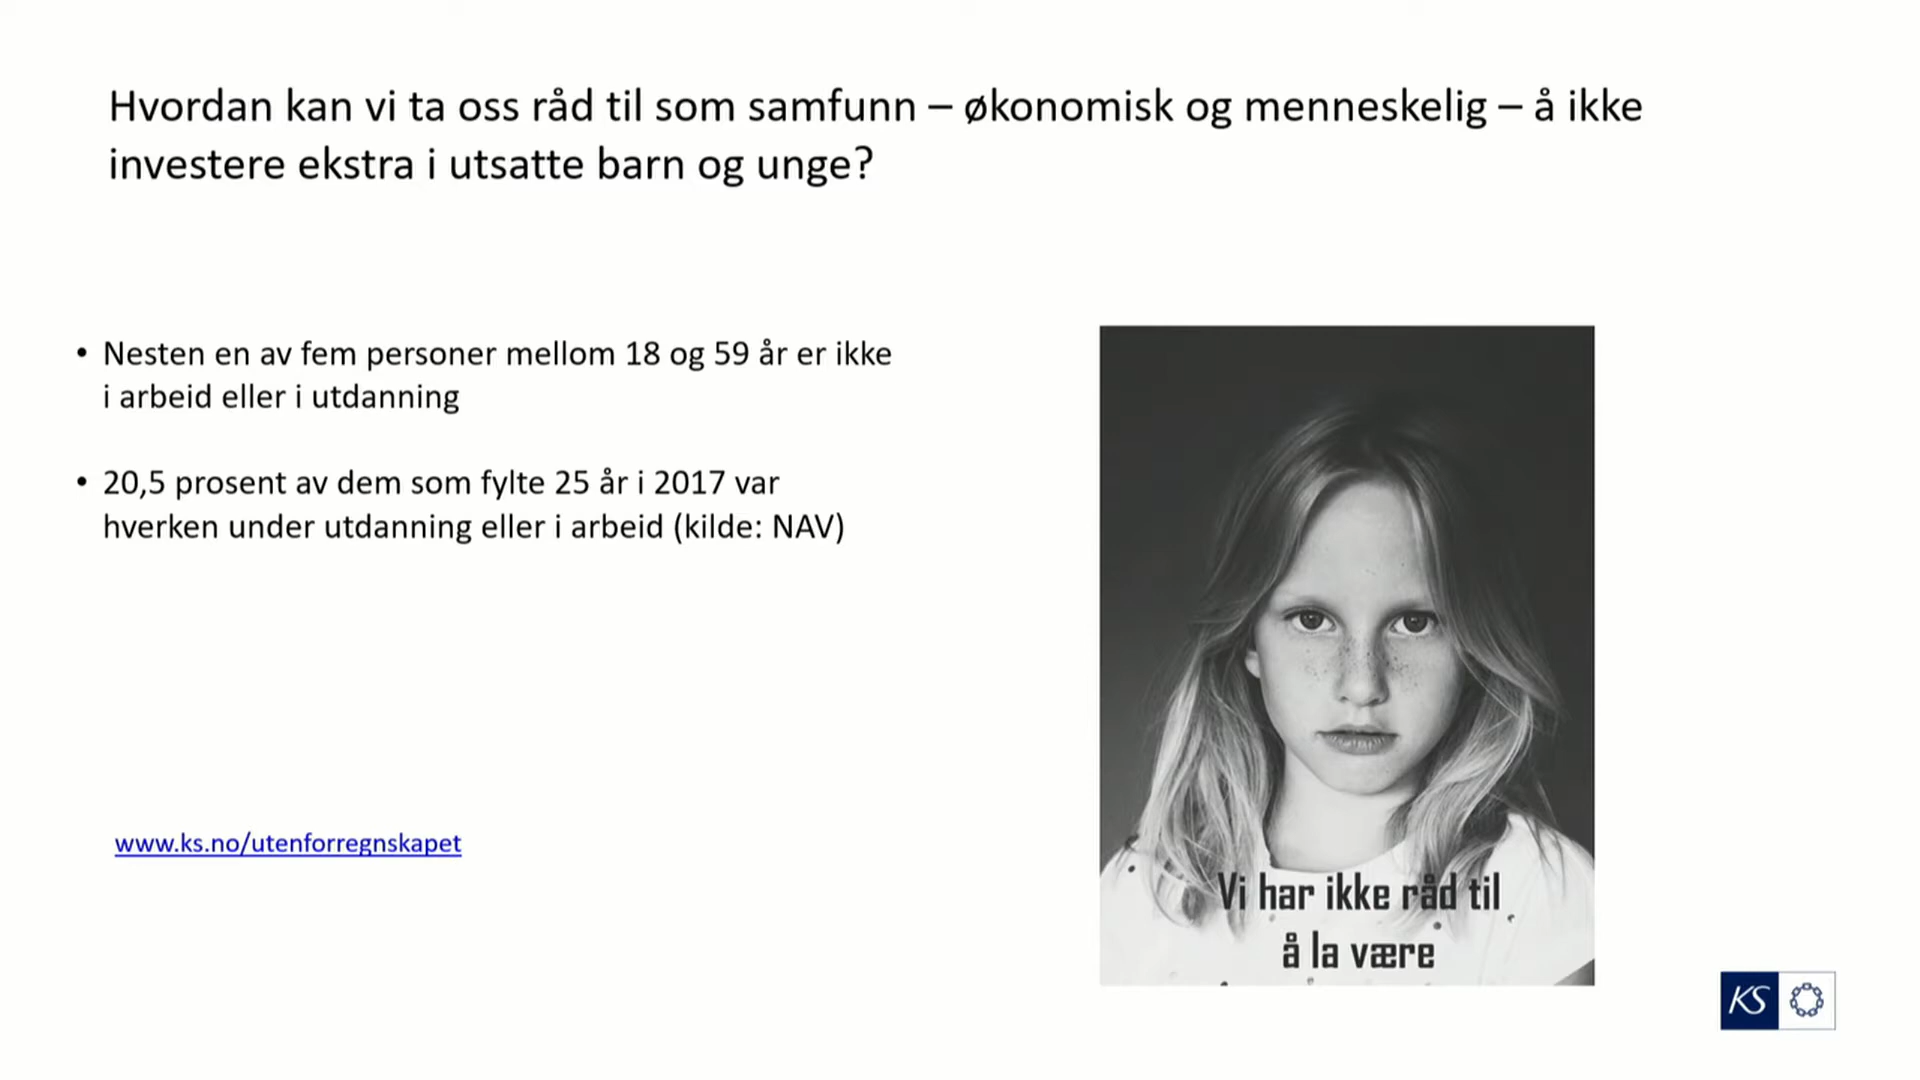 Hvordan kan vi ta oss råd til som samfunn – økonomisk og menneskelig – å ikke
investere ekstra i utsatte barn og unge?
• Nesten en av fem personer mellom 18 og 59 år er ikke
i arbeid eller i utdanning
• 20,5 prosent av dem som fylte 25 år i 2017 var
hverken under utdanning eller i arbeid (kilde: NAV)
www.ks.no/utenforregnskapet
Vi har ikke råd til
å la være
KS